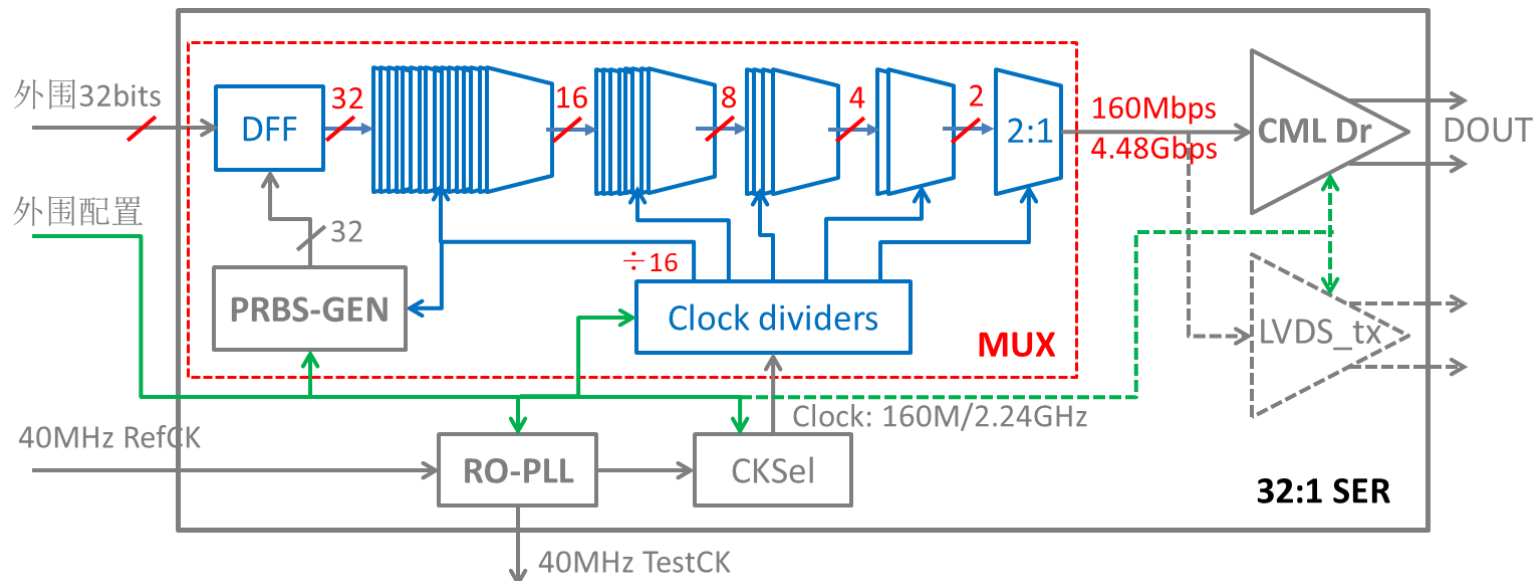 外围32bits
DFF
32
16
8
4
2
2:1
160Mbps
4.48Gbps
CML Dr
DOUT
外围配置
32
÷16
PRBS-GEN
Clock dividers
MUX
LVDS_tx
Clock: 160M/2.24GHz
40MHz RefCK
RO-PLL
CKSel
32:1 SER
40MHz TestCK